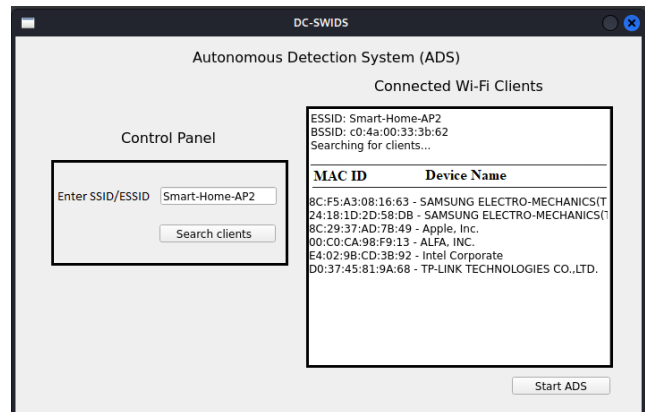 DC-SWIDS
Autonomous Detection System (ADS)
Connected Wi-Fi Clients
Control Panel
Enter SSID/ESSID
Smart-Home-AP2
Search clients
ESSID: Smart-Home-AP2
BSSID: c0:4a:00:33:3b:62
Searching for clients...
MAC ID Device Name
8C:F5:A3:08:16:63 - SAMSUNG ELECTRO-MECHANICS(T
24:18:1D:2D:58:DB - SAMSUNG ELECTRO-MECHANICS(T
8C:29:37:AD:7B:49 - Apple, Inc.
00:C0:CA:98:F9:13 - ALFA, INC.
E4:02:9B:CD:3B:92 - Intel Corporate
D0:37:45:81:9A:68 - TP-LINK TECHNOLOGIES CO.,LTD.
Start ADS